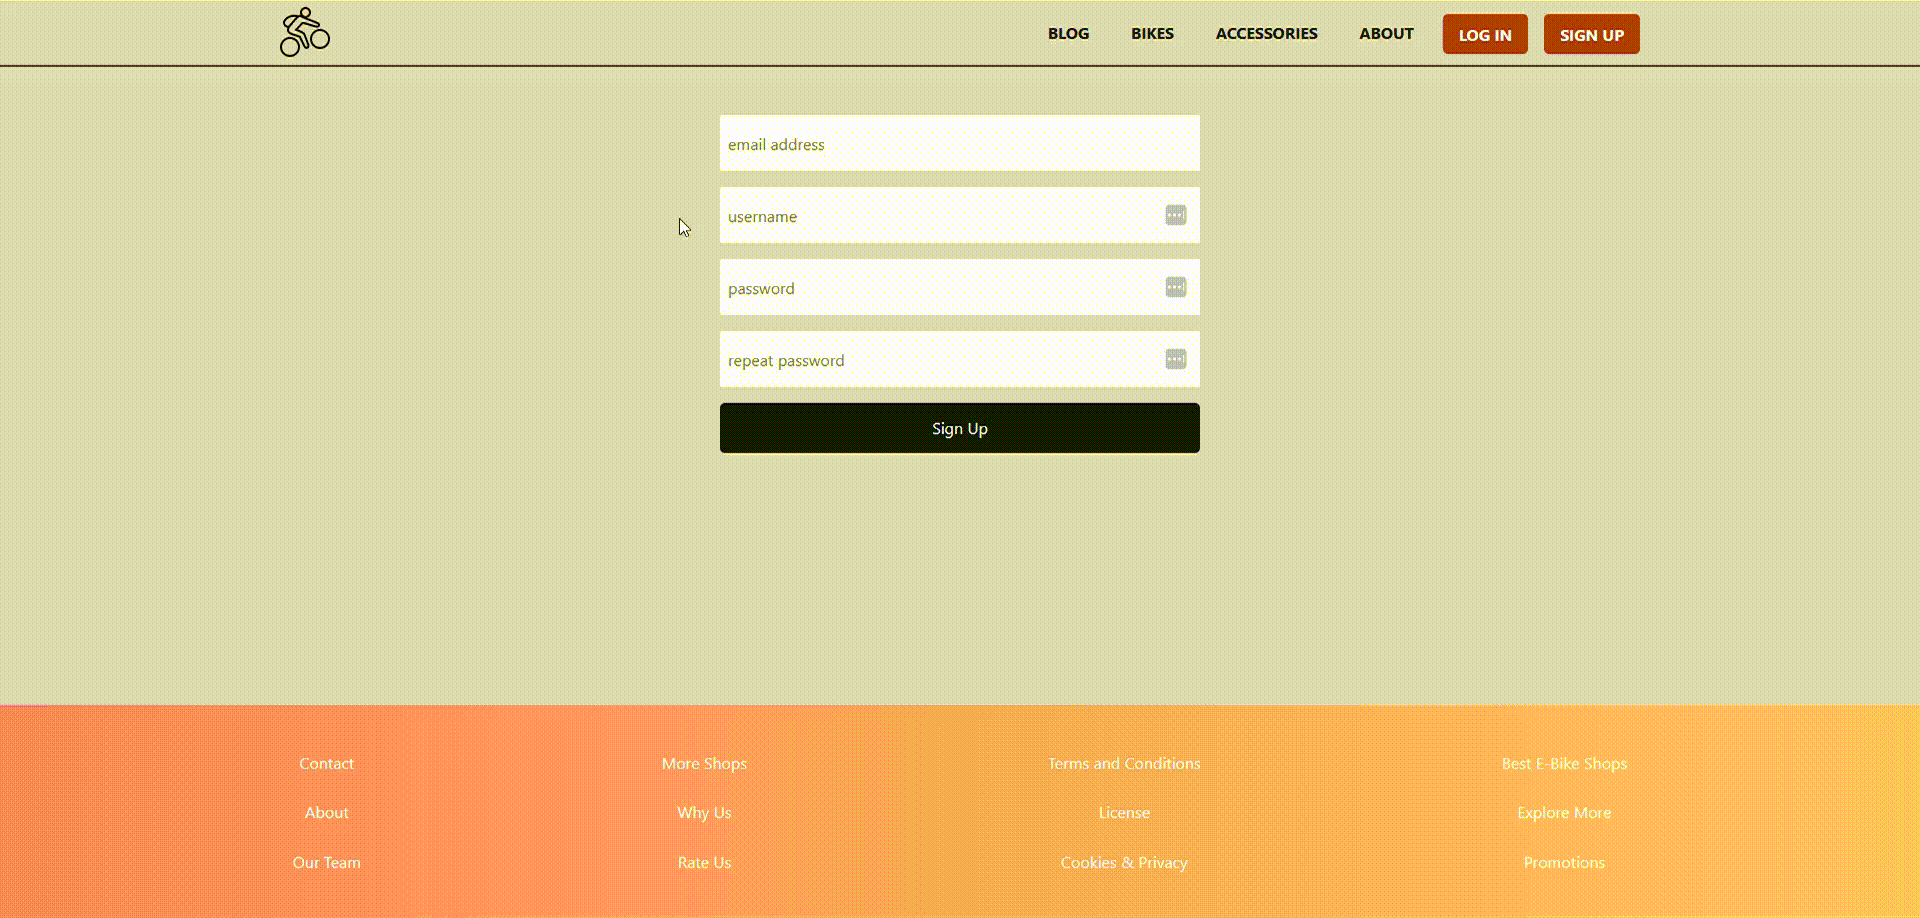 BLOG BIKES ACCESSORIES ABOUT LOG IN SIGN UP
email address
username
password
repeat password
Sign Up
Contact More Shops Terms and Conditions Best E-Bike Shops
About Why Us License Explore More
Our Team Rate Us Cookies & Privacy Promotions